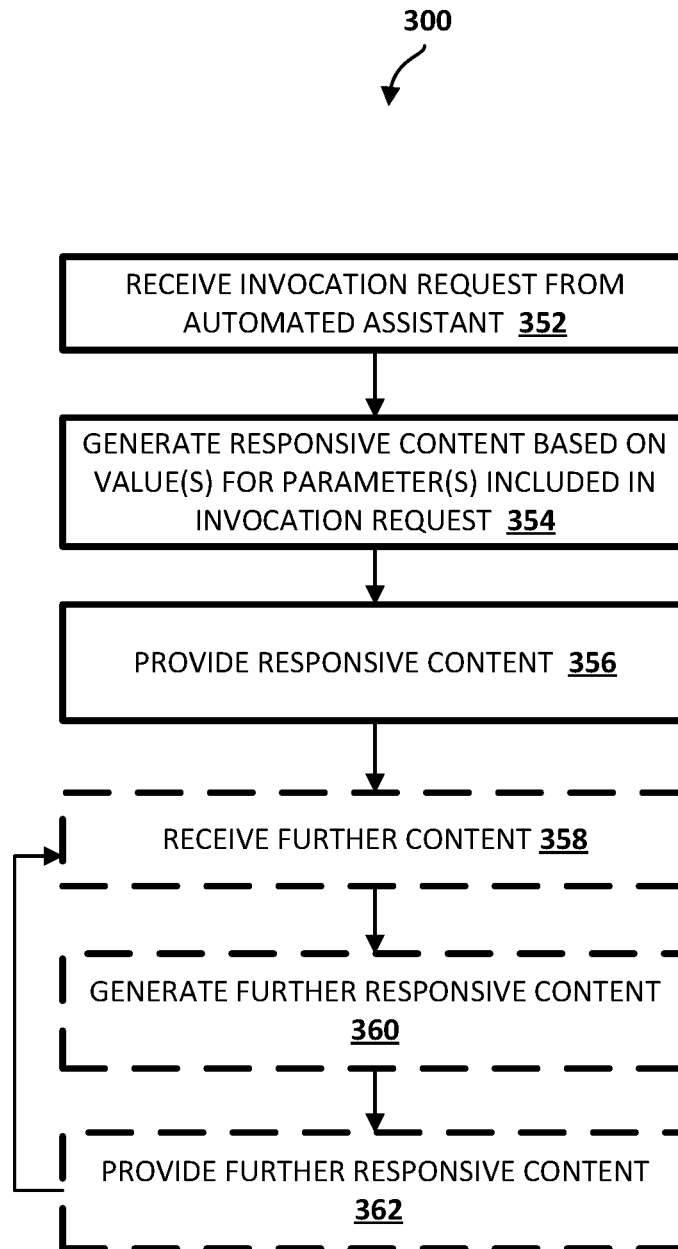 300
RECEIVE INVOCATION REQUEST FROM
AUTOMATED ASSISTANT 352
GENERATE RESPONSIVE CONTENT BASED ON
VALUE(S) FOR PARAMETER(S) INCLUDED IN
INVOCATION REQUEST 354
PROVIDE RESPONSIVE CONTENT 356
RECEIVE FURTHER CONTENT 358
GENERATE FURTHER RESPONSIVE CONTENT
360
PROVIDE FURTHER RESPONSIVE CONTENT
362